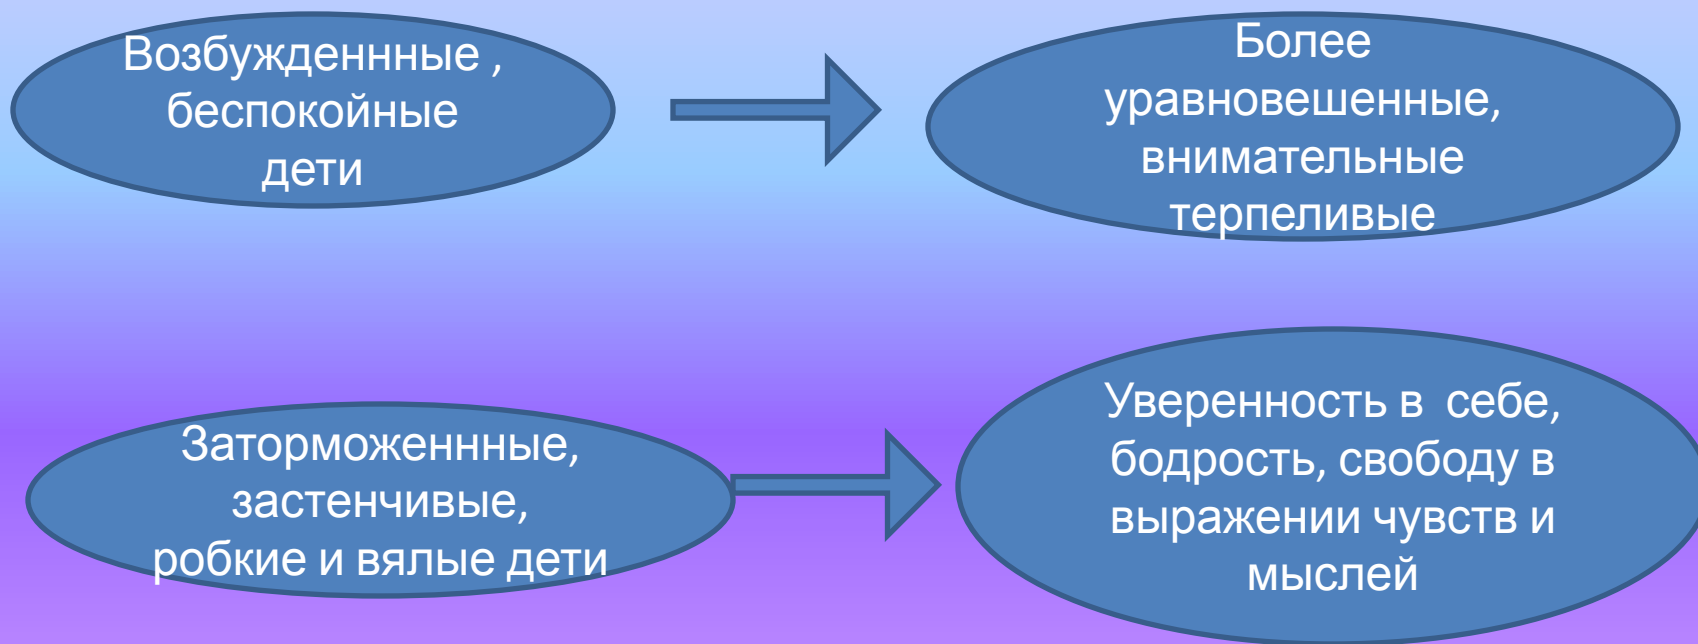 Возбужденнные ,
беспокойные
дети
Более
уравновешенные,
внимательные
терпеливые
Заторможеннные,
застенчивые,
робкие и вялые дети
Уверенность в  себе,
бодрость, свободу в
выражении чувств и
мыслей